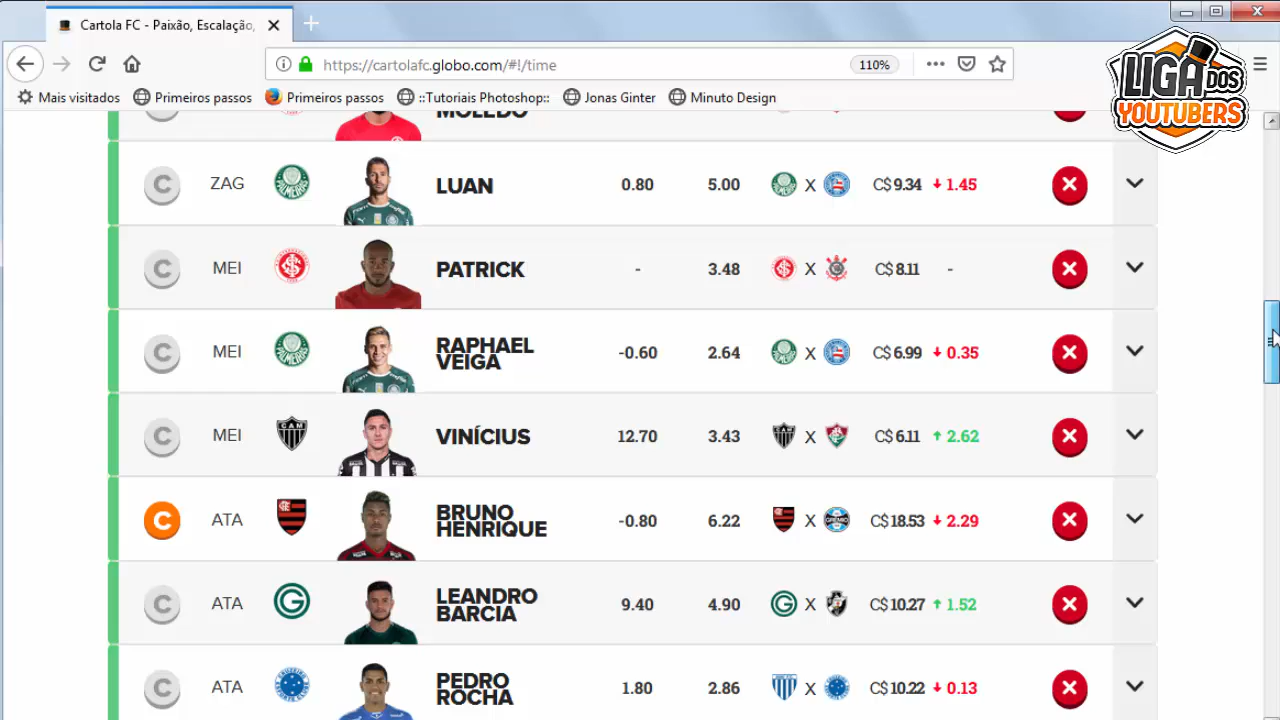 Cartola FC - Paixão, Escalação,
https://cartolafc.globo.com/#!/time
110%
LIGA DOS
YOUTUBERS
Mais visitados
Primeiros passos
Primeiros passos
::Tutoriais Photoshop::
Jonas Ginter
Minuto Design
MOLEDO
C ZAG LUAN 0.80 5.00 X C$ 9.34 1.45
C MEI PATRICK - 3.48 X C$ 8.11 -
C MEI RAPHAEL
VEIGA -0.60 2.64 X C$ 6.99 0.35
C MEI CAM VINÍCIUS 12.70 3.43 CAM X C$ 6.11 2.62
C ATA BRUNO
HENRIQUE -0.80 6.22 X GRÊMIO C$ 18.53 2.29
C ATA G LEANDRO
BARCIA 9.40 4.90 G X C$ 10.27 1.52
C ATA PEDRO
ROCHA 1.80 2.86 X C$ 10.22 0.13